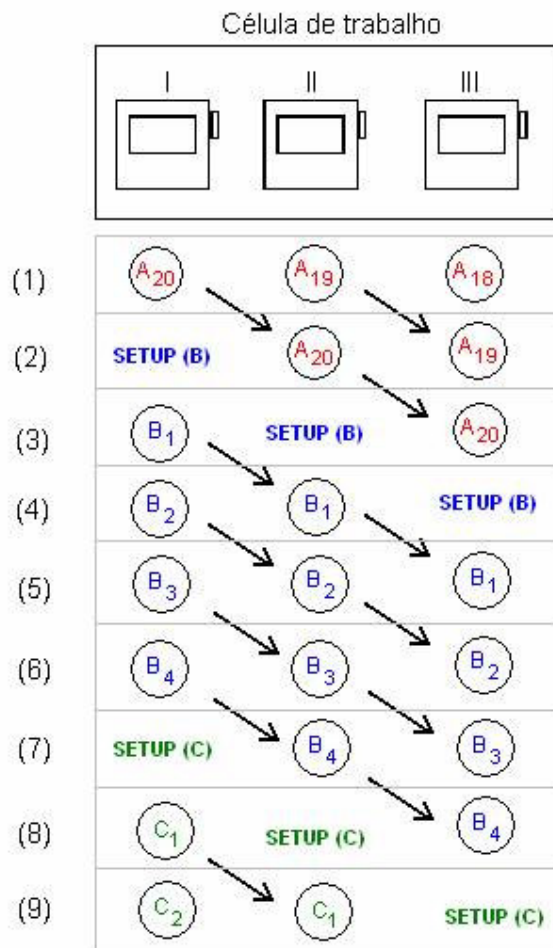 Célula de trabalho
I II III
(1) A20 A19 A18
(2) SETUP (B) A20 A19
(3) B1 SETUP (B) A20
(4) B2 B1 SETUP (B)
(5) B3 B2 B1
(6) B4 B3 B2
(7) SETUP (C) B4 B3
(8) C1 SETUP (C) B4
(9) C2 C1 SETUP (C)